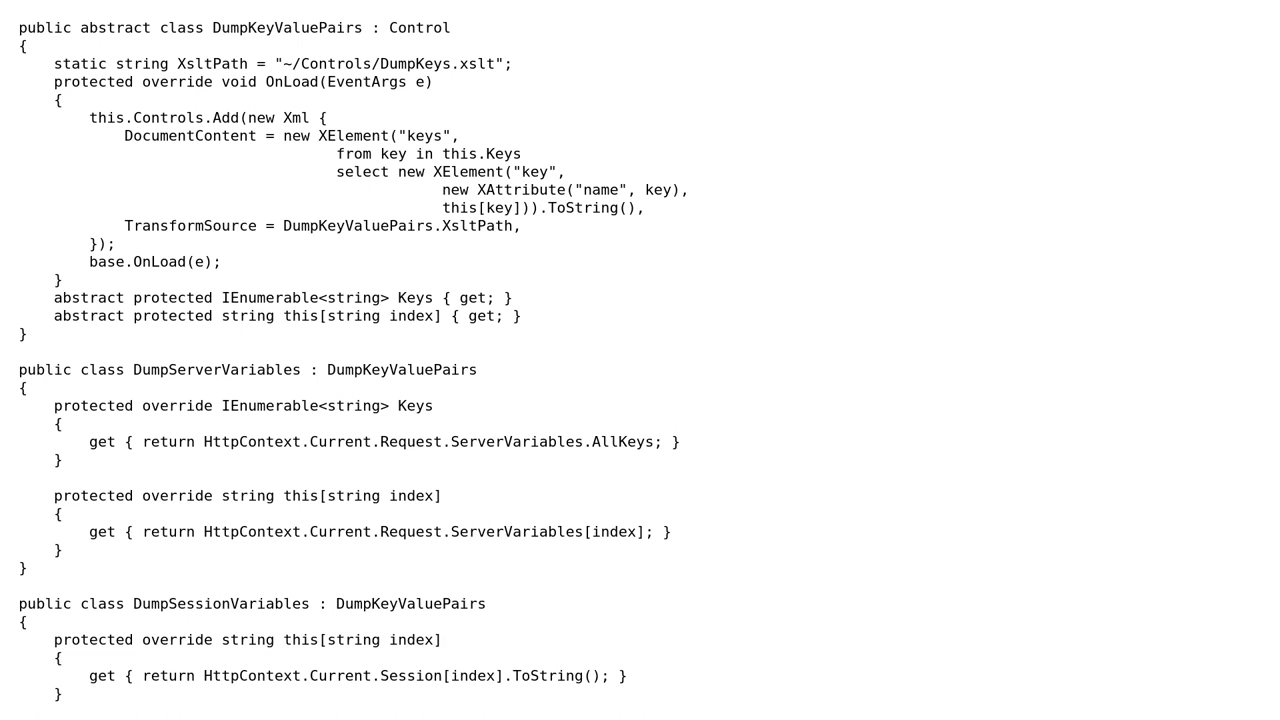 public abstract class DumpKeyValuePairs : Control
{
    static string XsltPath = "~/Controls/DumpKeys.xslt";
    protected override void OnLoad(EventArgs e)
    {
        this.Controls.Add(new Xml {
            DocumentContent = new XElement("keys",
                                    from key in this.Keys
                                    select new XElement("key",
                                                new XAttribute("name", key),
                                                this[key])).ToString(),
            TransformSource = DumpKeyValuePairs.XsltPath,
        });
        base.OnLoad(e);
    }
    abstract protected IEnumerable<string> Keys { get; }
    abstract protected string this[string index] { get; }
}

public class DumpServerVariables : DumpKeyValuePairs
{
    protected override IEnumerable<string> Keys
    {
        get { return HttpContext.Current.Request.ServerVariables.AllKeys; }
    }

    protected override string this[string index]
    {
        get { return HttpContext.Current.Request.ServerVariables[index]; }
    }
}

public class DumpSessionVariables : DumpKeyValuePairs
{
    protected override string this[string index]
    {
        get { return HttpContext.Current.Session[index].ToString(); }
    }